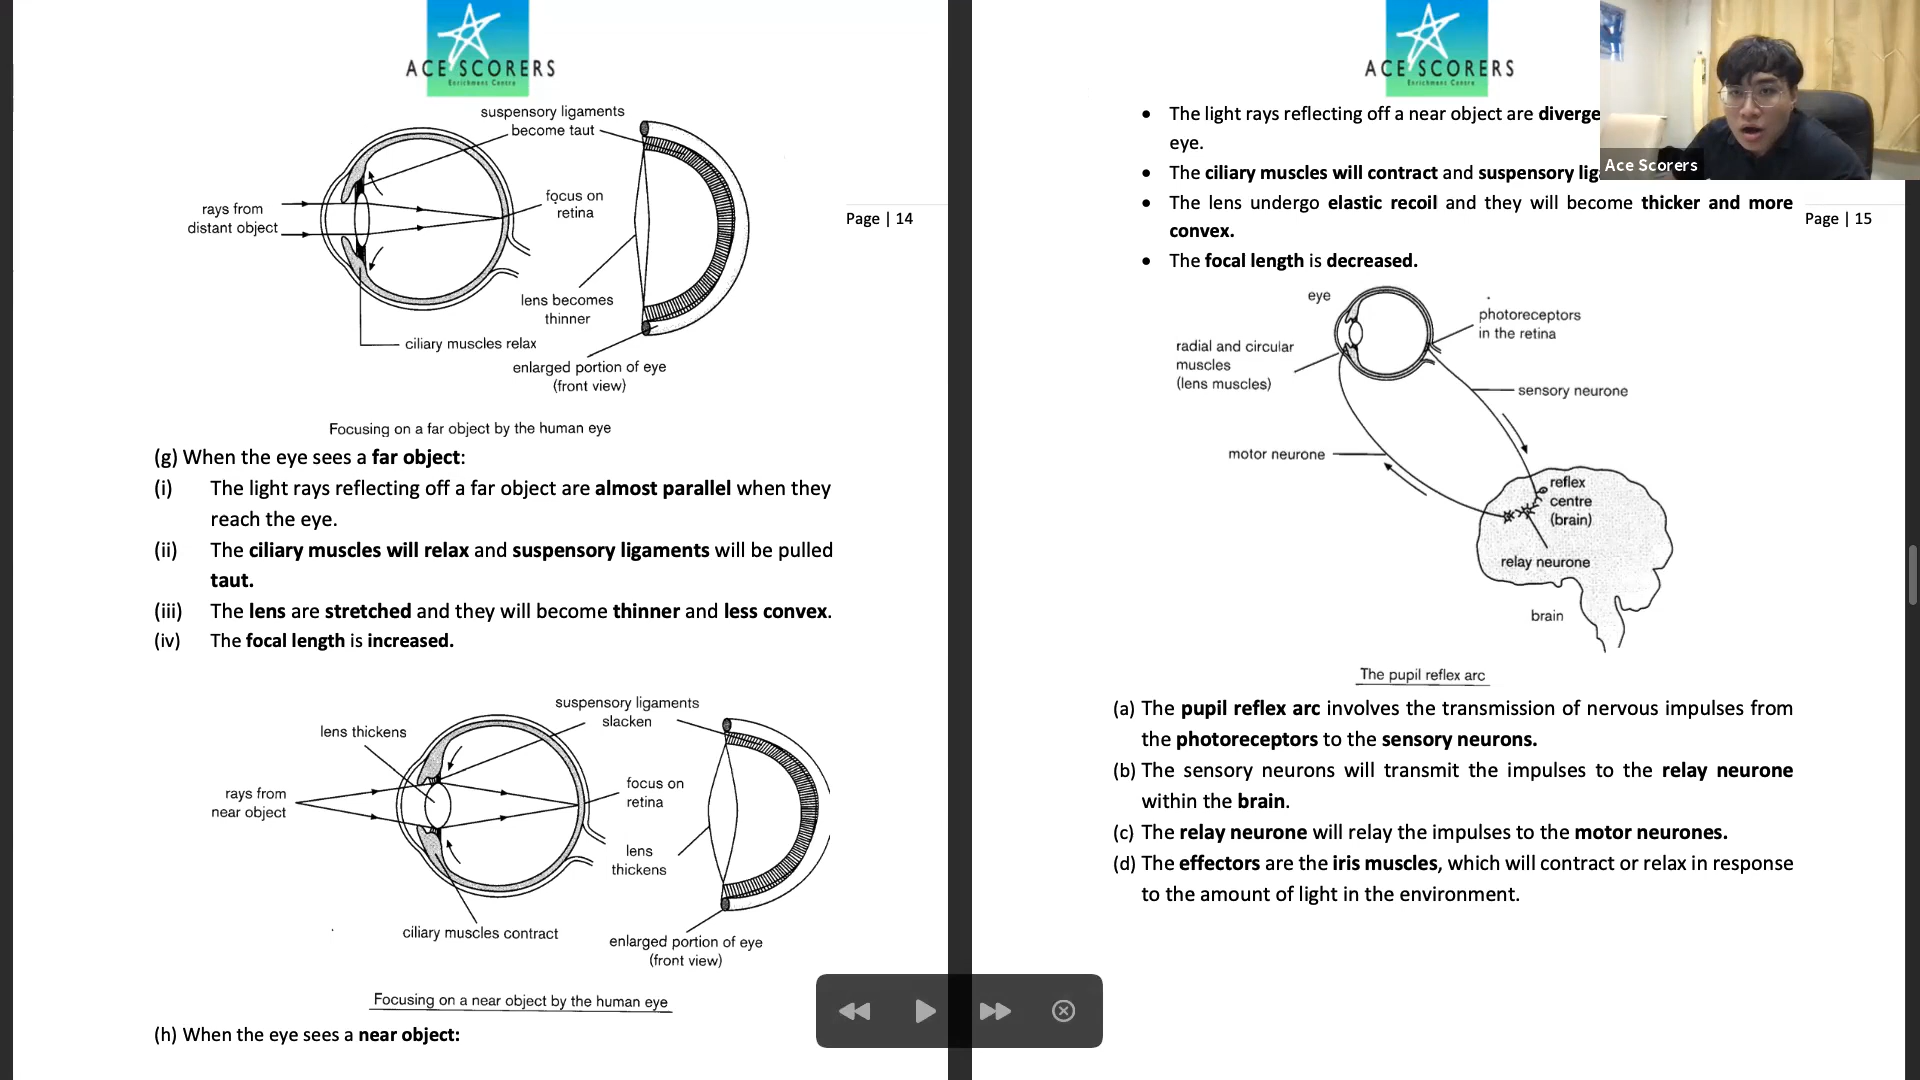 ACE SCORERS
Enrichment Centre
suspensory ligaments
become taut
rays from
distant object
focus on
retina
Page | 14
lens becomes
thinner
ciliary muscles relax
enlarged portion of eye
(front view)
Focusing on a far object by the human eye
(g) When the eye sees a far object:
(i) The light rays reflecting off a far object are almost parallel when they
reach the eye.
(ii) The ciliary muscles will relax and suspensory ligaments will be pulled
taut.
(iii) The lens are stretched and they will become thinner and less convex.
(iv) The focal length is increased.
suspensory ligaments
slacken
lens thickens
rays from
near object
focus on
retina
lens
thickens
ciliary muscles contract
enlarged portion of eye
(front view)
Focusing on a near object by the human eye
(h) When the eye sees a near object:
ACE SCORERS
Enrichment Centre
• The light rays reflecting off a near object are diverge
eye.
• The ciliary muscles will contract and suspensory lig
• The lens undergo elastic recoil and they will become thicker and more
convex.
• The focal length is decreased.
Ace Scorers
Page | 15
eye
photoreceptors
in the retina
radial and circular
muscles
(lens muscles)
sensory neurone
motor neurone
reflex
centre
(brain)
relay neurone
brain
The pupil reflex arc
(a) The pupil reflex arc involves the transmission of nervous impulses from
the photoreceptors to the sensory neurons.
(b) The sensory neurons will transmit the impulses to the relay neurone
within the brain.
(c) The relay neurone will relay the impulses to the motor neurones.
(d) The effectors are the iris muscles, which will contract or relax in response
to the amount of light in the environment.